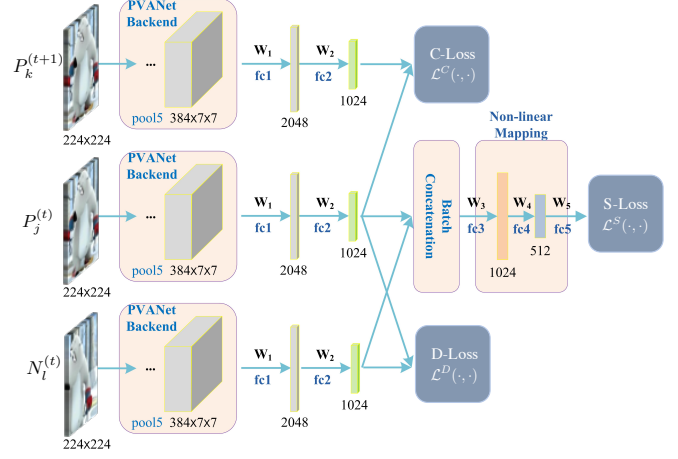 PVANet
Backend
P_k^{(t+1)}
...
pool5 384x7x7
224x224
W₁
fc1
2048
W₂
fc2
1024
C-Loss
ℒ^C(·,·)
PVANet
Backend
P_j^{(t)}
...
pool5 384x7x7
224x224
W₁
fc1
2048
W₂
fc2
1024
Batch
Concatenation
Non-linear
Mapping
W₃
fc3
1024
W₄
fc4
512
W₅
fc5
S-Loss
ℒ^S(·,·)
PVANet
Backend
N_l^{(t)}
...
pool5 384x7x7
224x224
W₁
fc1
2048
W₂
fc2
1024
D-Loss
ℒ^D(·,·)